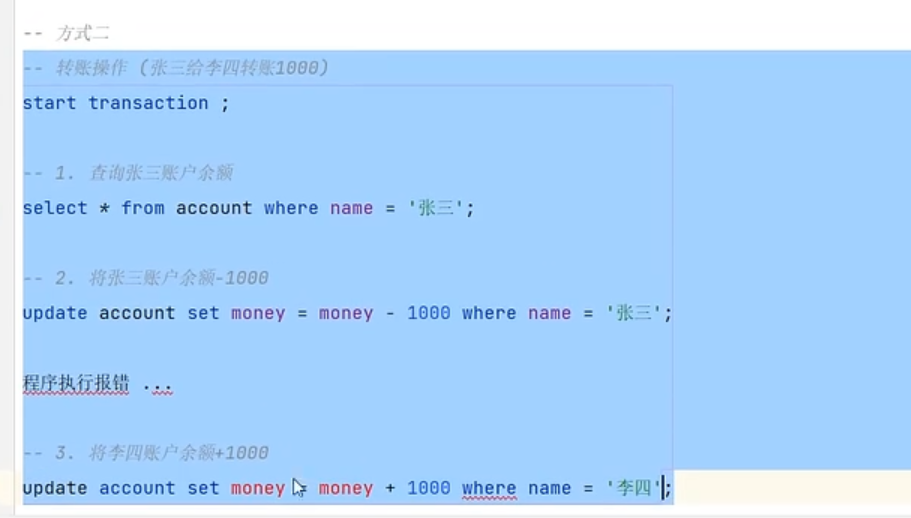 -- 方式二
-- 转账操作 (张三给李四转账1000)
start transaction ;
-- 1. 查询张三账户余额
select * from account where name = '张三';
-- 2. 将张三账户余额-1000
update account set money = money - 1000 where name = '张三';
程序执行报错 ...
-- 3. 将李四账户余额+1000
update account set money = money + 1000 where name = '李四';